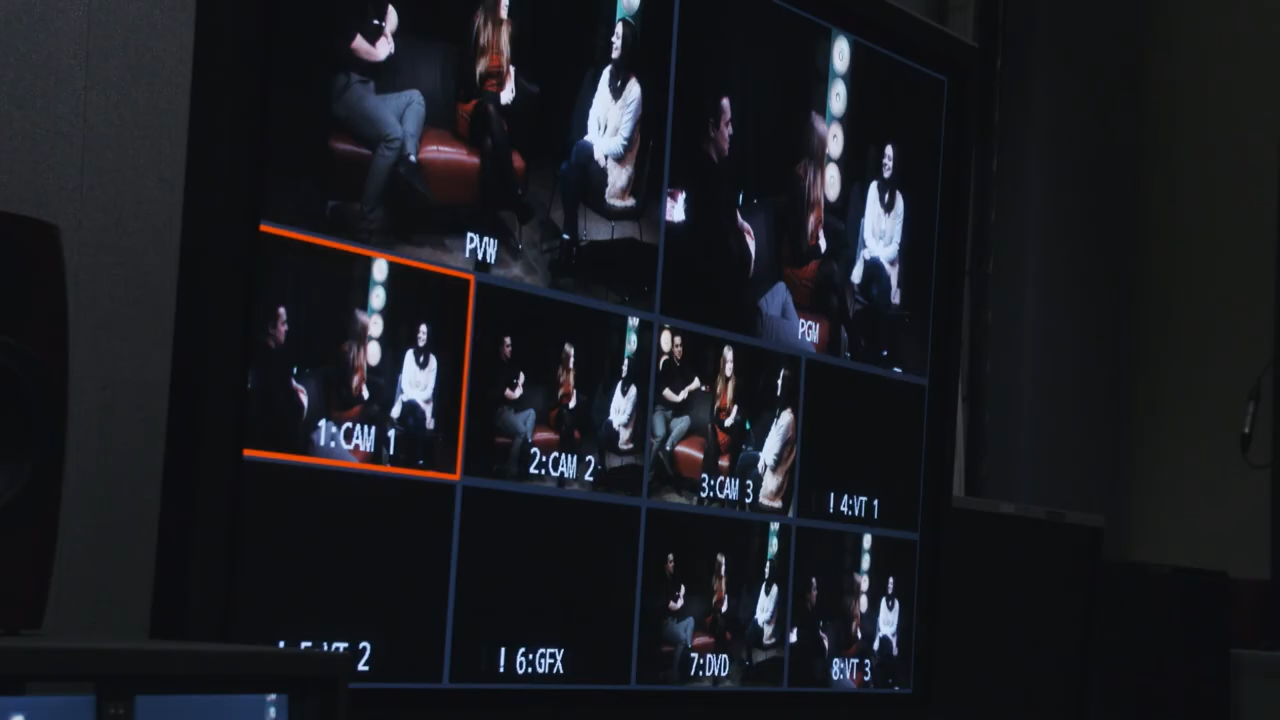 PVW
PGM
1:CAM 1
2:CAM 2
3:CAM 3
! 4:VT 1
! 5:VT 2
! 6:GFX
7:DVD
8:VT 3